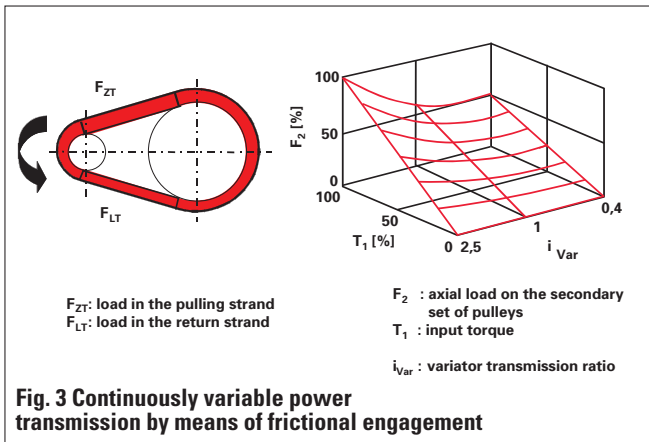 F_ZT
F_LT
F_ZT: load in the pulling strand
F_LT: load in the return strand
F_2 [%]
100
50
0
100
50
0
T_1 [%]
2,5
1
0,4
i_Var
F_2 : axial load on the secondary
set of pulleys
T_1 : input torque
i_Var : variator transmission ratio
Fig. 3 Continuously variable power
transmission by means of frictional engagement